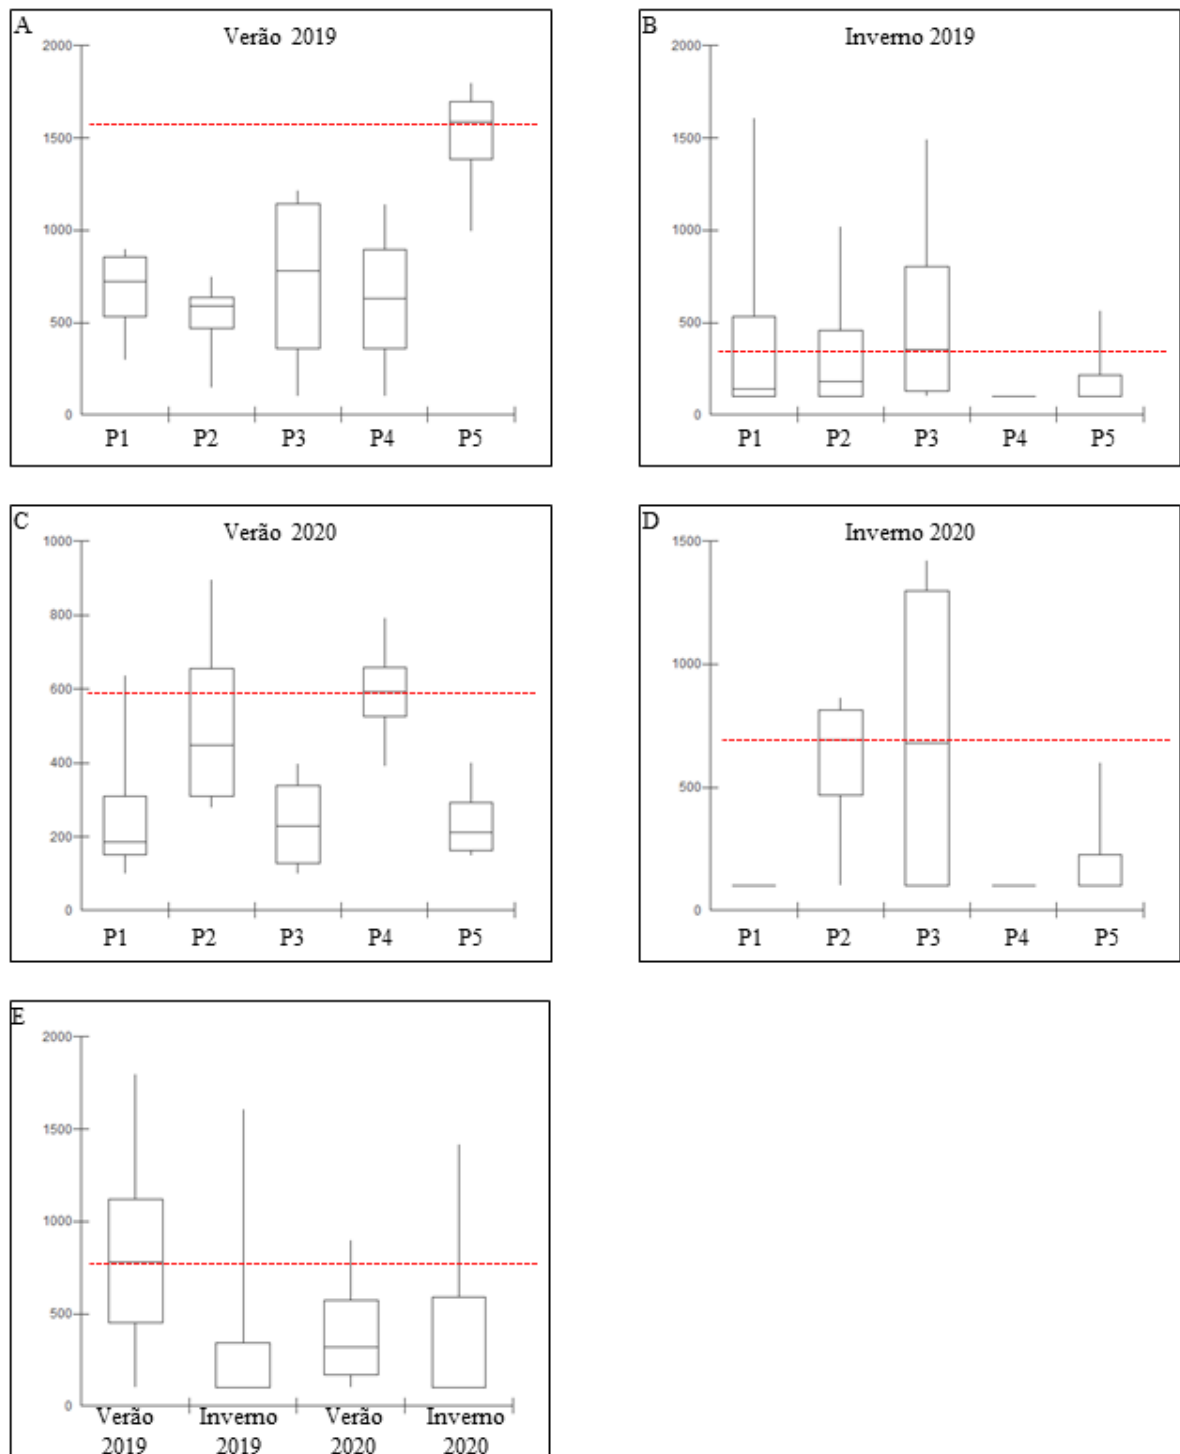 A
Verão 2019
2000
1500
1000
500
0
P1 P2 P3 P4 P5
B
Inverno 2019
2000
1500
1000
500
0
P1 P2 P3 P4 P5
C
Verão 2020
1000
800
600
400
200
0
P1 P2 P3 P4 P5
D
Inverno 2020
1500
1000
500
0
P1 P2 P3 P4 P5
E
2000
1500
1000
500
0
Verão Inverno Verão Inverno
2019 2019 2020 2020